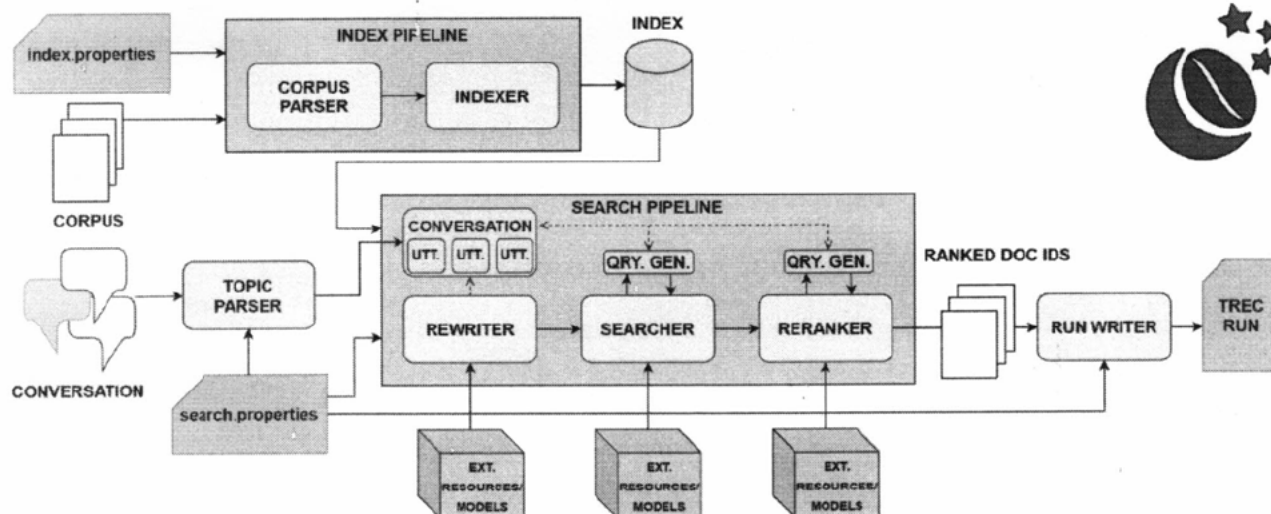 index.properties
INDEX PIPELINE
CORPUS
PARSER
INDEXER
INDEX
CORPUS
SEARCH PIPELINE
CONVERSATION
UTT. UTT. UTT.
QRY. GEN.
QRY. GEN.
RANKED DOC IDS
TOPIC
PARSER
REWRITER
SEARCHER
RERANKER
RUN WRITER
TREC
RUN
CONVERSATION
search.properties
EXT.
RESOURCES/
MODELS
EXT.
RESOURCES/
MODELS
EXT.
RESOURCES/
MODELS